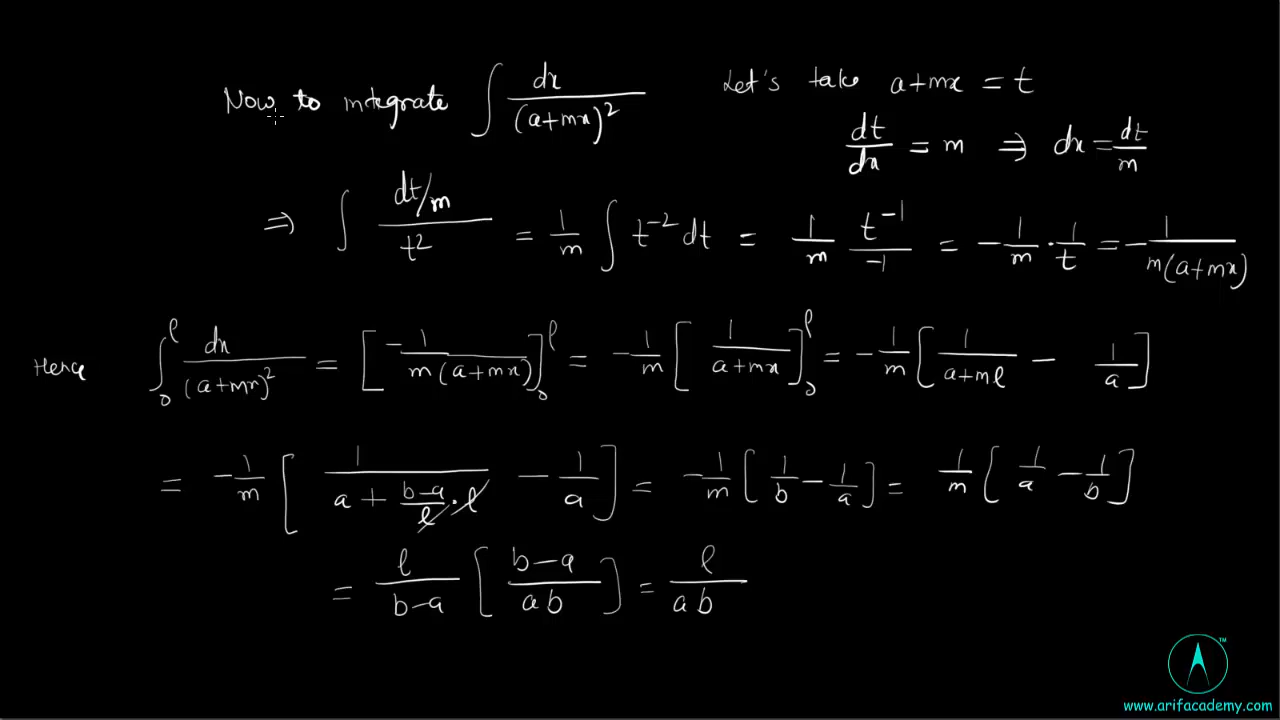 Now to integrate ∫ dx/(a+mx)² Let's take a+mx = t
dt/dx = m ⇒ dx = dt/m
⇒ ∫ (dt/m)/t² = 1/m ∫ t⁻² dt = 1/m t⁻¹/-1 = -1/m · 1/t = -1/(m(a+mx))
Hence ∫₀ˡ dx/(a+mx)² = [-1/(m(a+mx))]₀ˡ = -1/m [1/(a+mx)]₀ˡ = -1/m [1/(a+ml) - 1/a]
= -1/m [1/(a + (b-a)/l · l) - 1/a] = -1/m [1/b - 1/a] = 1/m [1/a - 1/b]
= l/(b-a) [(b-a)/(ab)] = l/(ab)
TM
www.arifacademy.com